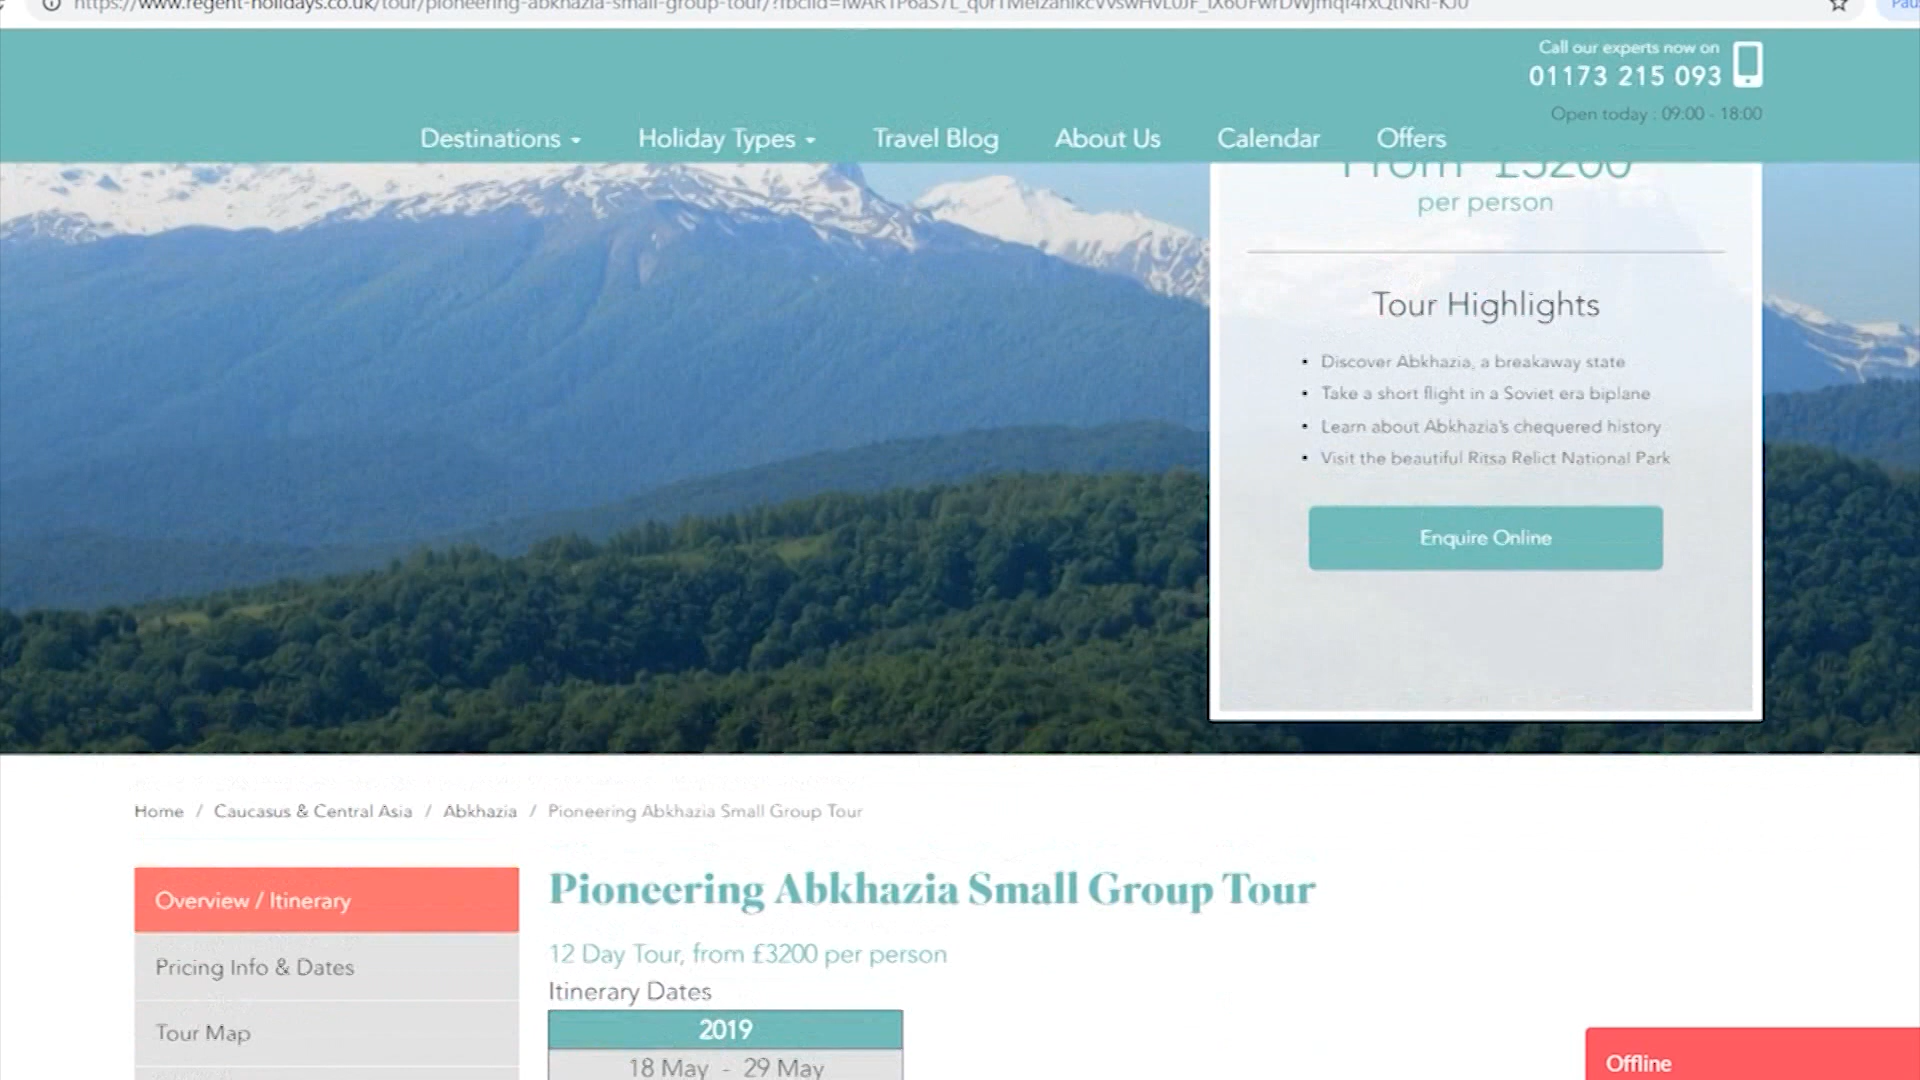 Call our experts now on
01173 215 093
Open today : 09:00 - 18:00
Destinations
Holiday Types
Travel Blog
About Us
Calendar
Offers
From £3200
per person
Tour Highlights
• Discover Abkhazia, a breakaway state
• Take a short flight in a Soviet era biplane
• Learn about Abkhazia's chequered history
• Visit the beautiful Ritsa Relict National Park
Enquire Online
Home / Caucasus & Central Asia / Abkhazia / Pioneering Abkhazia Small Group Tour
Overview / Itinerary
Pricing Info & Dates
Tour Map
Pioneering Abkhazia Small Group Tour
12 Day Tour, from £3200 per person
Itinerary Dates
2019
18 May - 29 May
Offline